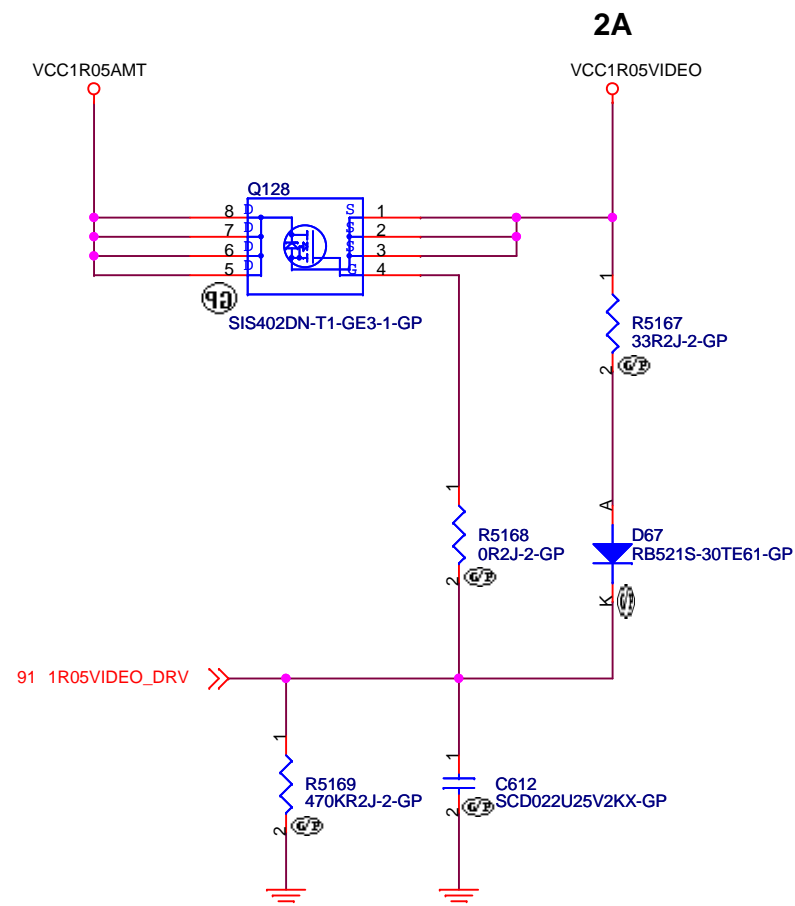 2A
VCC1R05AMT
VCC1R05VIDEO
Q128
8 D S 1
7 D S 2
6 D S 3
5 D G 4
GP
SIS402DN-T1-GE3-1-GP
1
R5167
33R2J-2-GP
2 G/P
1
R5168
0R2J-2-GP
2 G/P
A
D67
RB521S-30TE61-GP
K G/P
91 1R05VIDEO_DRV
1
R5169
470KR2J-2-GP
2 G/P
1
C612
SCD022U25V2KX-GP
2 G/P